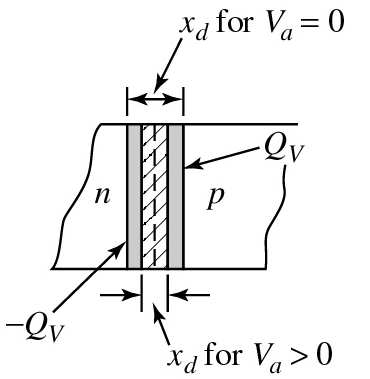 x_d for V_a = 0
Q_V
n
p
–Q_V
x_d for V_a > 0